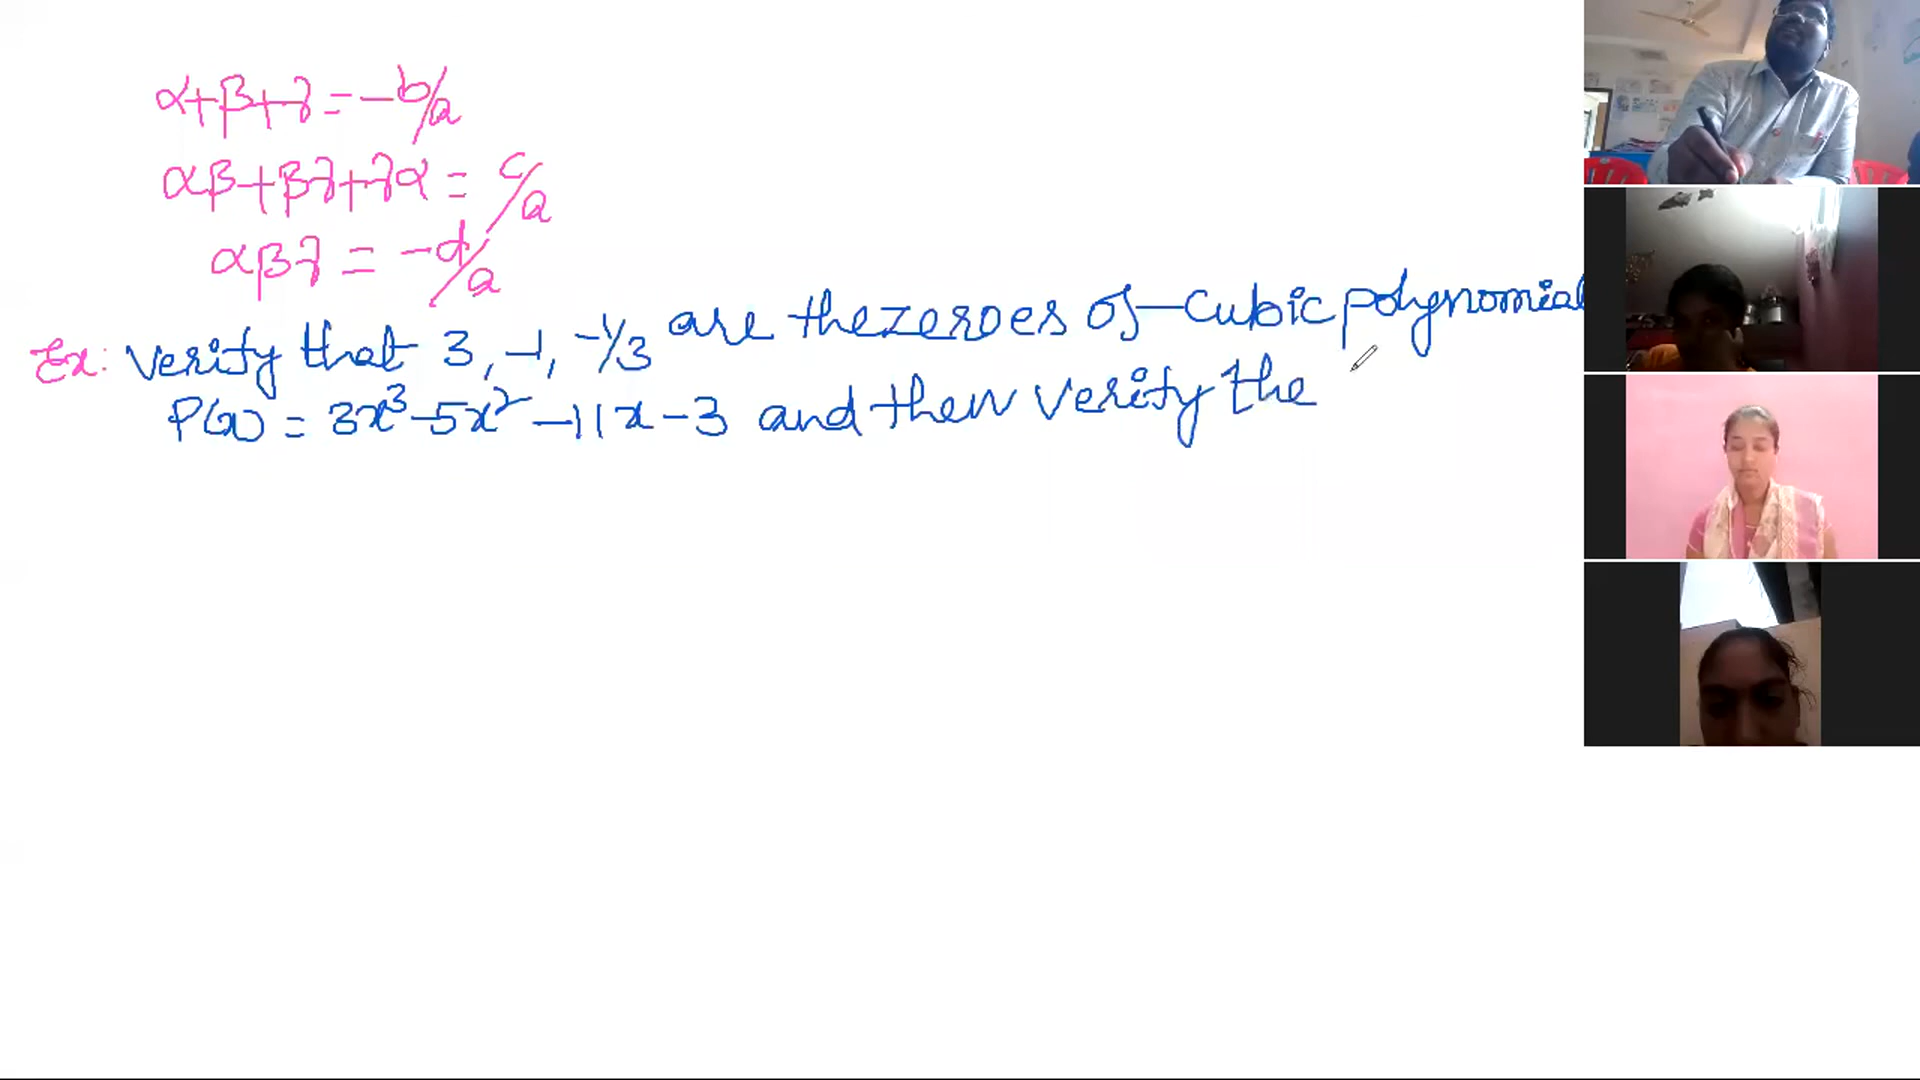 α+β+γ = -b/a
αβ+βγ+γα = c/a
αβγ = -d/a
Ex: Verify that 3, -1, -1/3 are the zeroes of cubic polynomial
P(x) = 3x³-5x²-11x-3 and then verify the